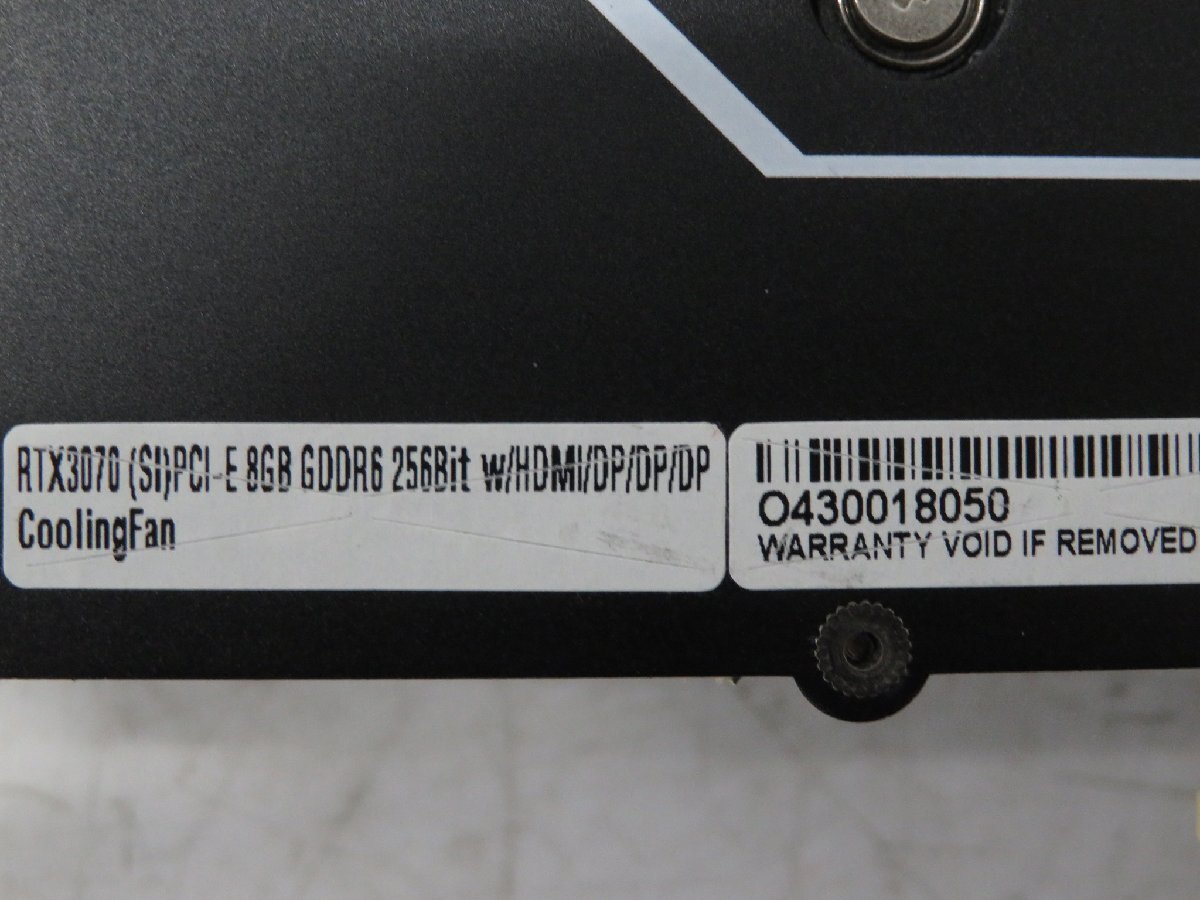 RTX3070 (SI)PCI-E 8GB GDDR6 256Bit w/HDMI/DP/DP/DP
CoolingFan
O430018050
WARRANTY VOID IF REMOVED